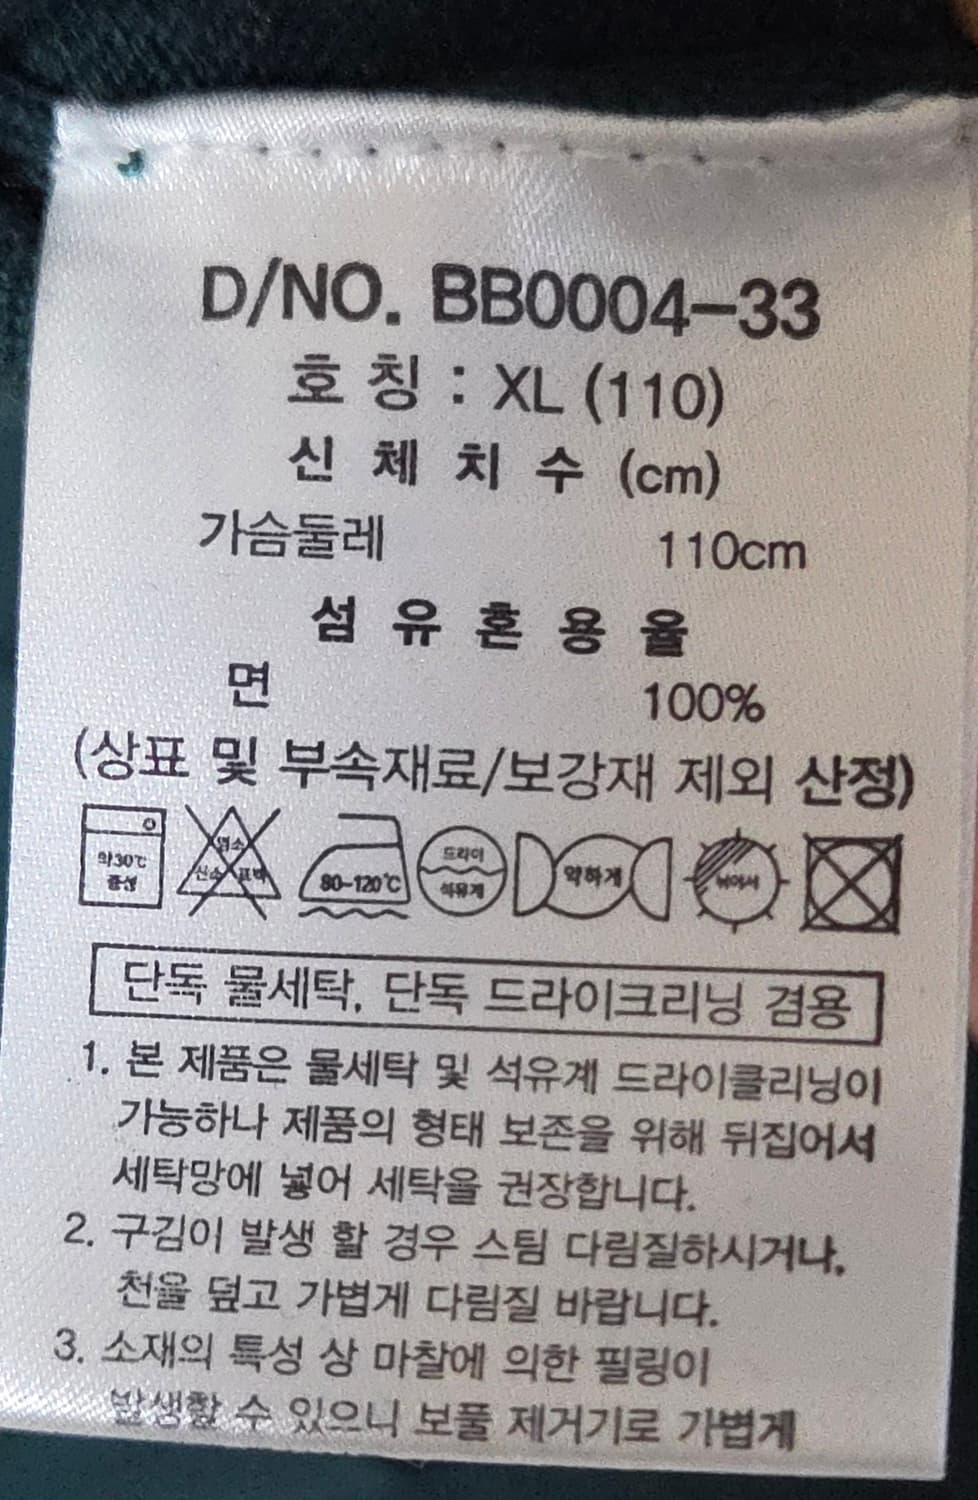 D/NO. BB0004-33
호 칭 : XL (110)
신 체 치 수 (cm)
가슴둘레 110cm
섬 유 혼 용 율
면 100%
(상표 및 부속재료/보강재 제외 산정)
약30℃ 중성
염소 산소 표백
80~120℃
드라이 석유계
약하게
뉘어서
단독 물세탁, 단독 드라이크리닝 겸용
1. 본 제품은 물세탁 및 석유계 드라이클리닝이
가능하나 제품의 형태 보존을 위해 뒤집어서
세탁망에 넣어 세탁을 권장합니다.
2. 구김이 발생 할 경우 스팀 다림질하시거나,
천을 덮고 가볍게 다림질 바랍니다.
3. 소재의 특성 상 마찰에 의한 필링이
발생할 수 있으니 보풀 제거기로 가볍게